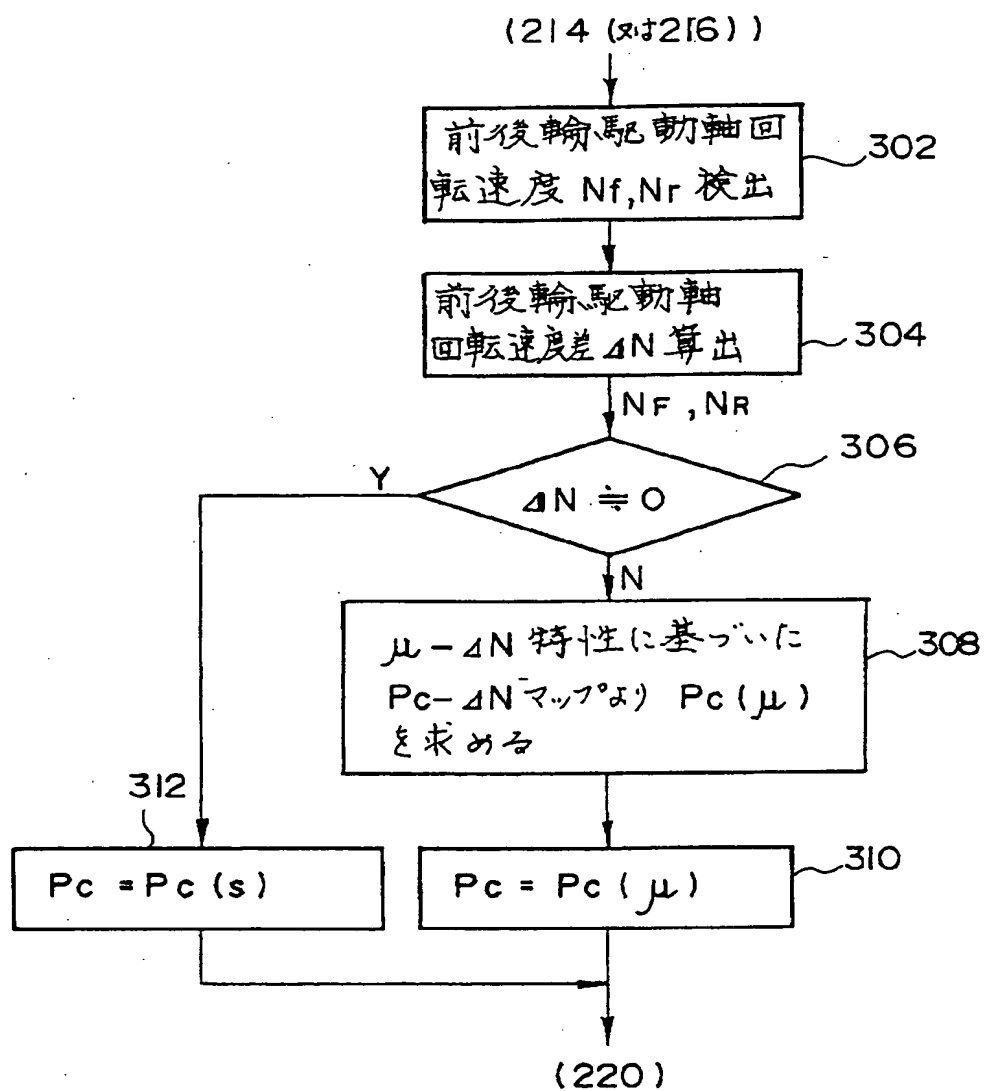 (214 (又は216))
前後輪駆動軸回
転速度 Nf,Nr 検出
302
前後輪駆動軸
回転速度差 ΔN 算出
304
NF , NR
306
Y
ΔN ≒ 0
N
μ-ΔN 特性に基づいた
Pc-ΔNマップより Pc(μ)
を求める
308
312
Pc = Pc (s)
Pc = Pc (μ)
310
(220)